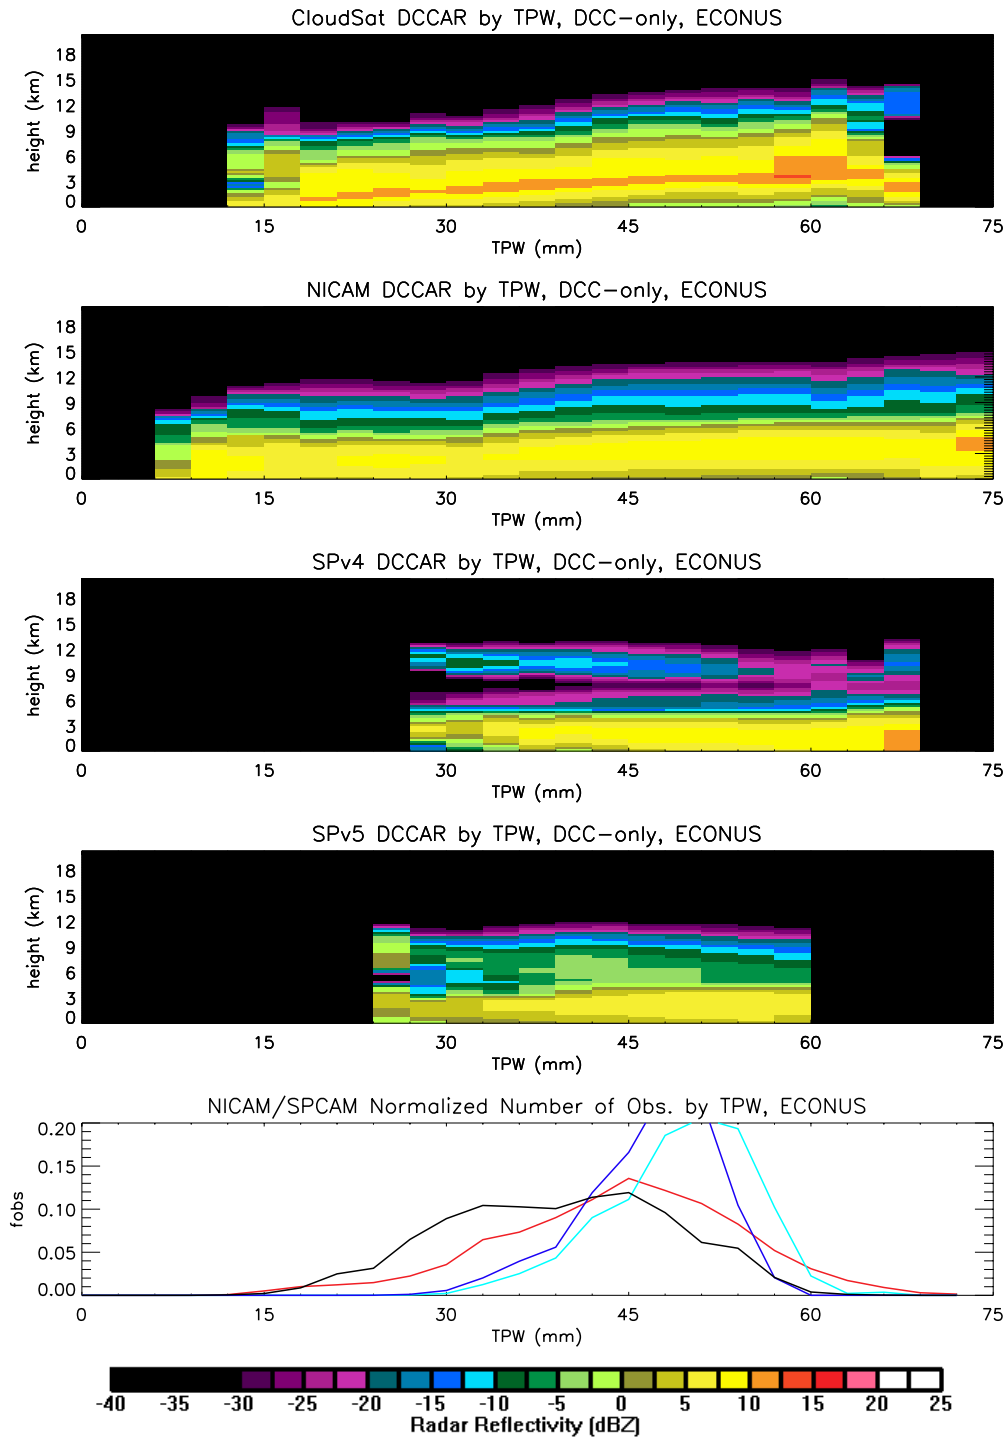 CloudSat DCCAR by TPW, DCC-only, ECONUS
18
15
12
9
6
3
0
height (km)
0 15 30 45 60 75
TPW (mm)
NICAM DCCAR by TPW, DCC-only, ECONUS
18
15
12
9
6
3
0
height (km)
0 15 30 45 60 75
TPW (mm)
SPv4 DCCAR by TPW, DCC-only, ECONUS
18
15
12
9
6
3
0
height (km)
0 15 30 45 60 75
TPW (mm)
SPv5 DCCAR by TPW, DCC-only, ECONUS
18
15
12
9
6
3
0
height (km)
0 15 30 45 60 75
TPW (mm)
NICAM/SPCAM Normalized Number of Obs. by TPW, ECONUS
0.20
0.15
0.10
0.05
0.00
fobs
0 15 30 45 60 75
TPW (mm)
-40 -35 -30 -25 -20 -15 -10 -5 0 5 10 15 20 25
Radar Reflectivity (dBZ)